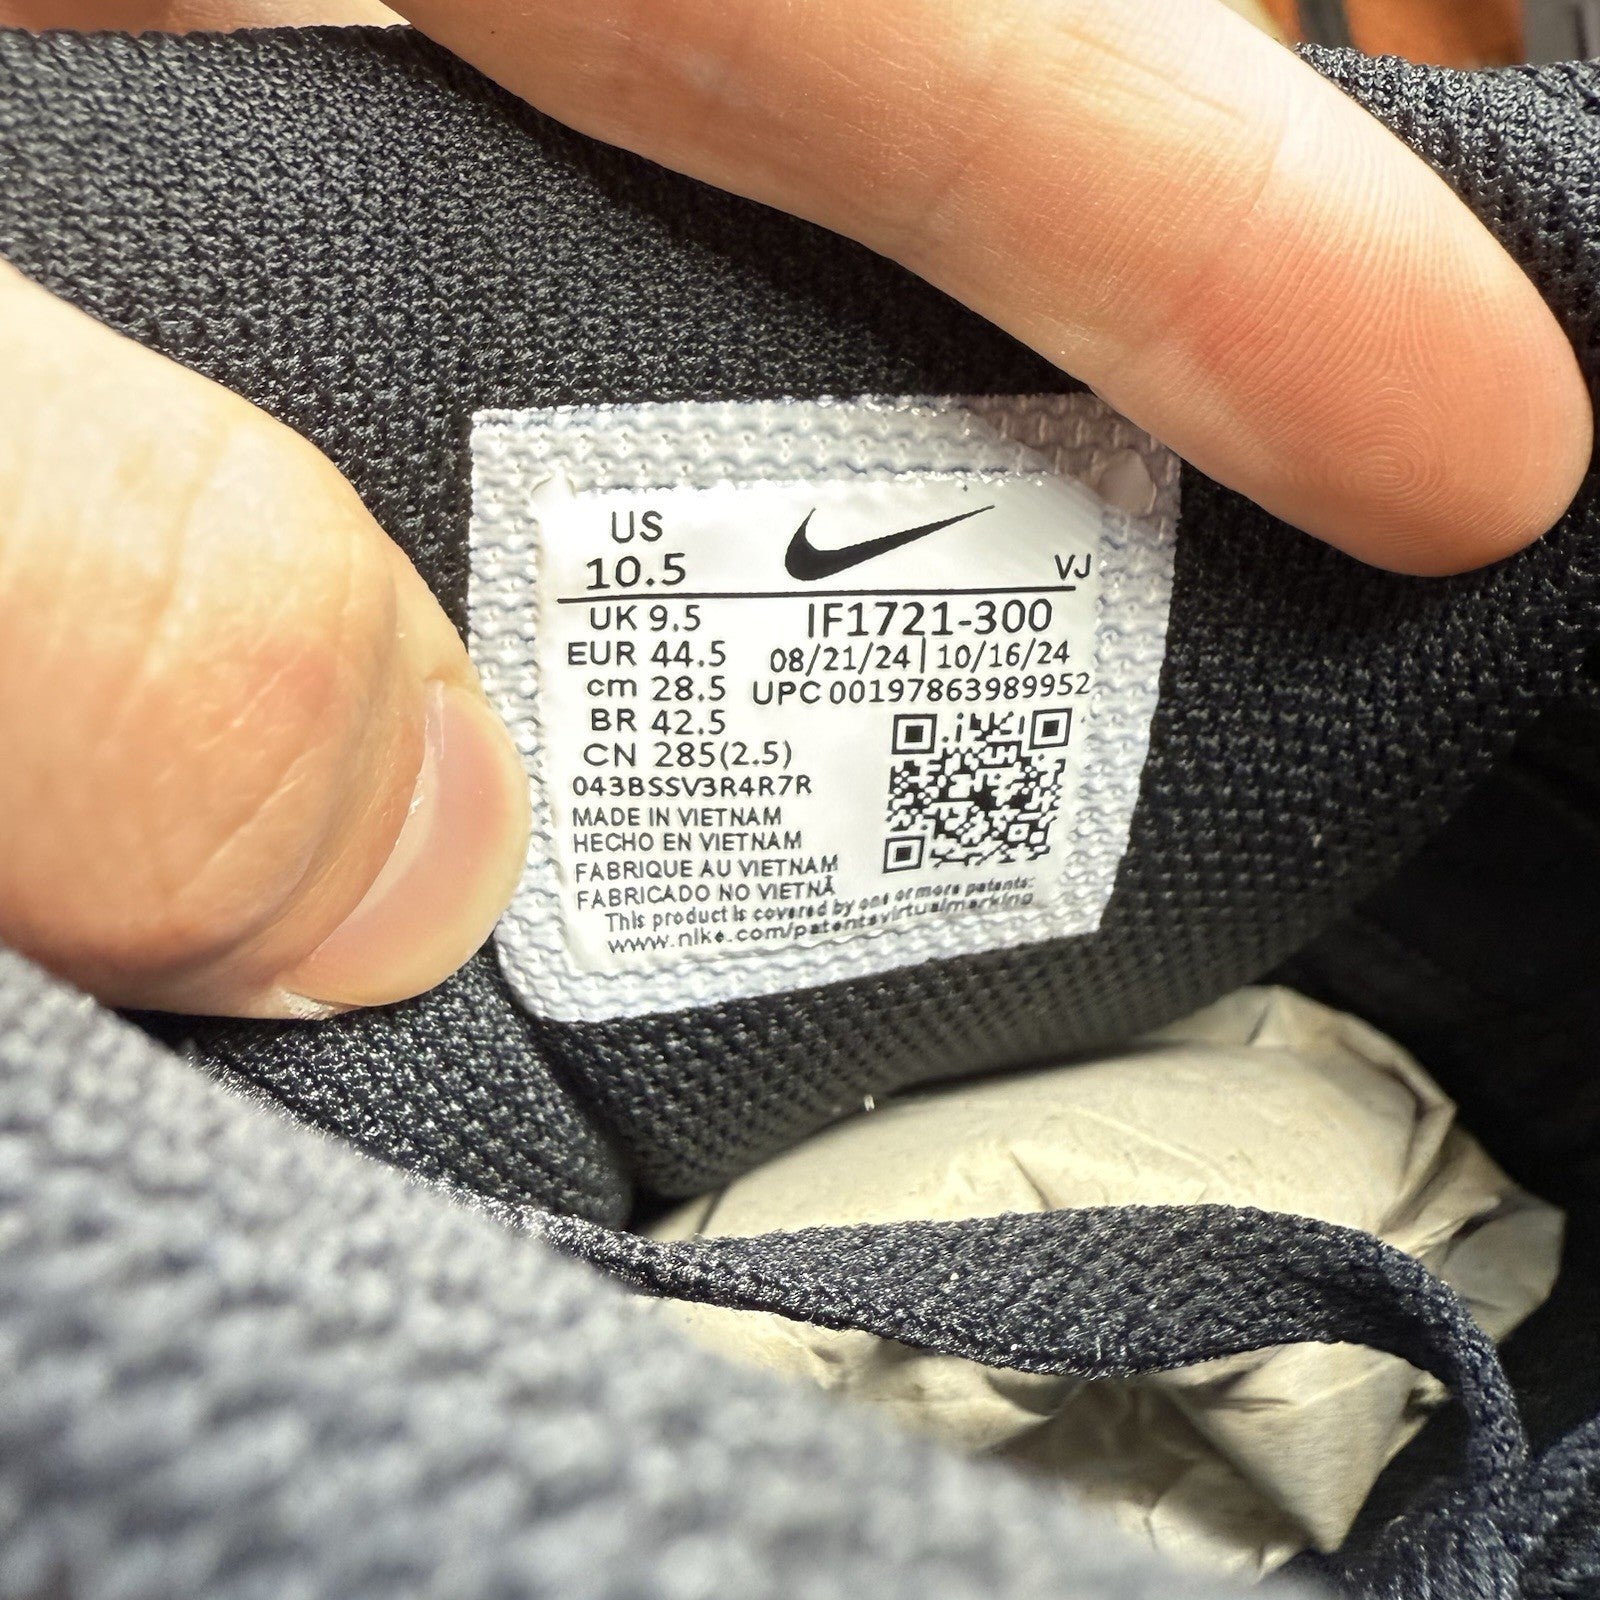 US
10.5
VJ
UK 9.5
IF1721-300
EUR 44.5
08/21/24 | 10/16/24
cm 28.5
UPC 00197863989952
BR 42.5
CN 285(2.5)
043BSSV3R4R7R
MADE IN VIETNAM
HECHO EN VIETNAM
FABRIQUE AU VIETNAM
FABRICADO NO VIETNÃ
This product is covered by one or more patents:
www.nike.com/patentsvirtualmarking